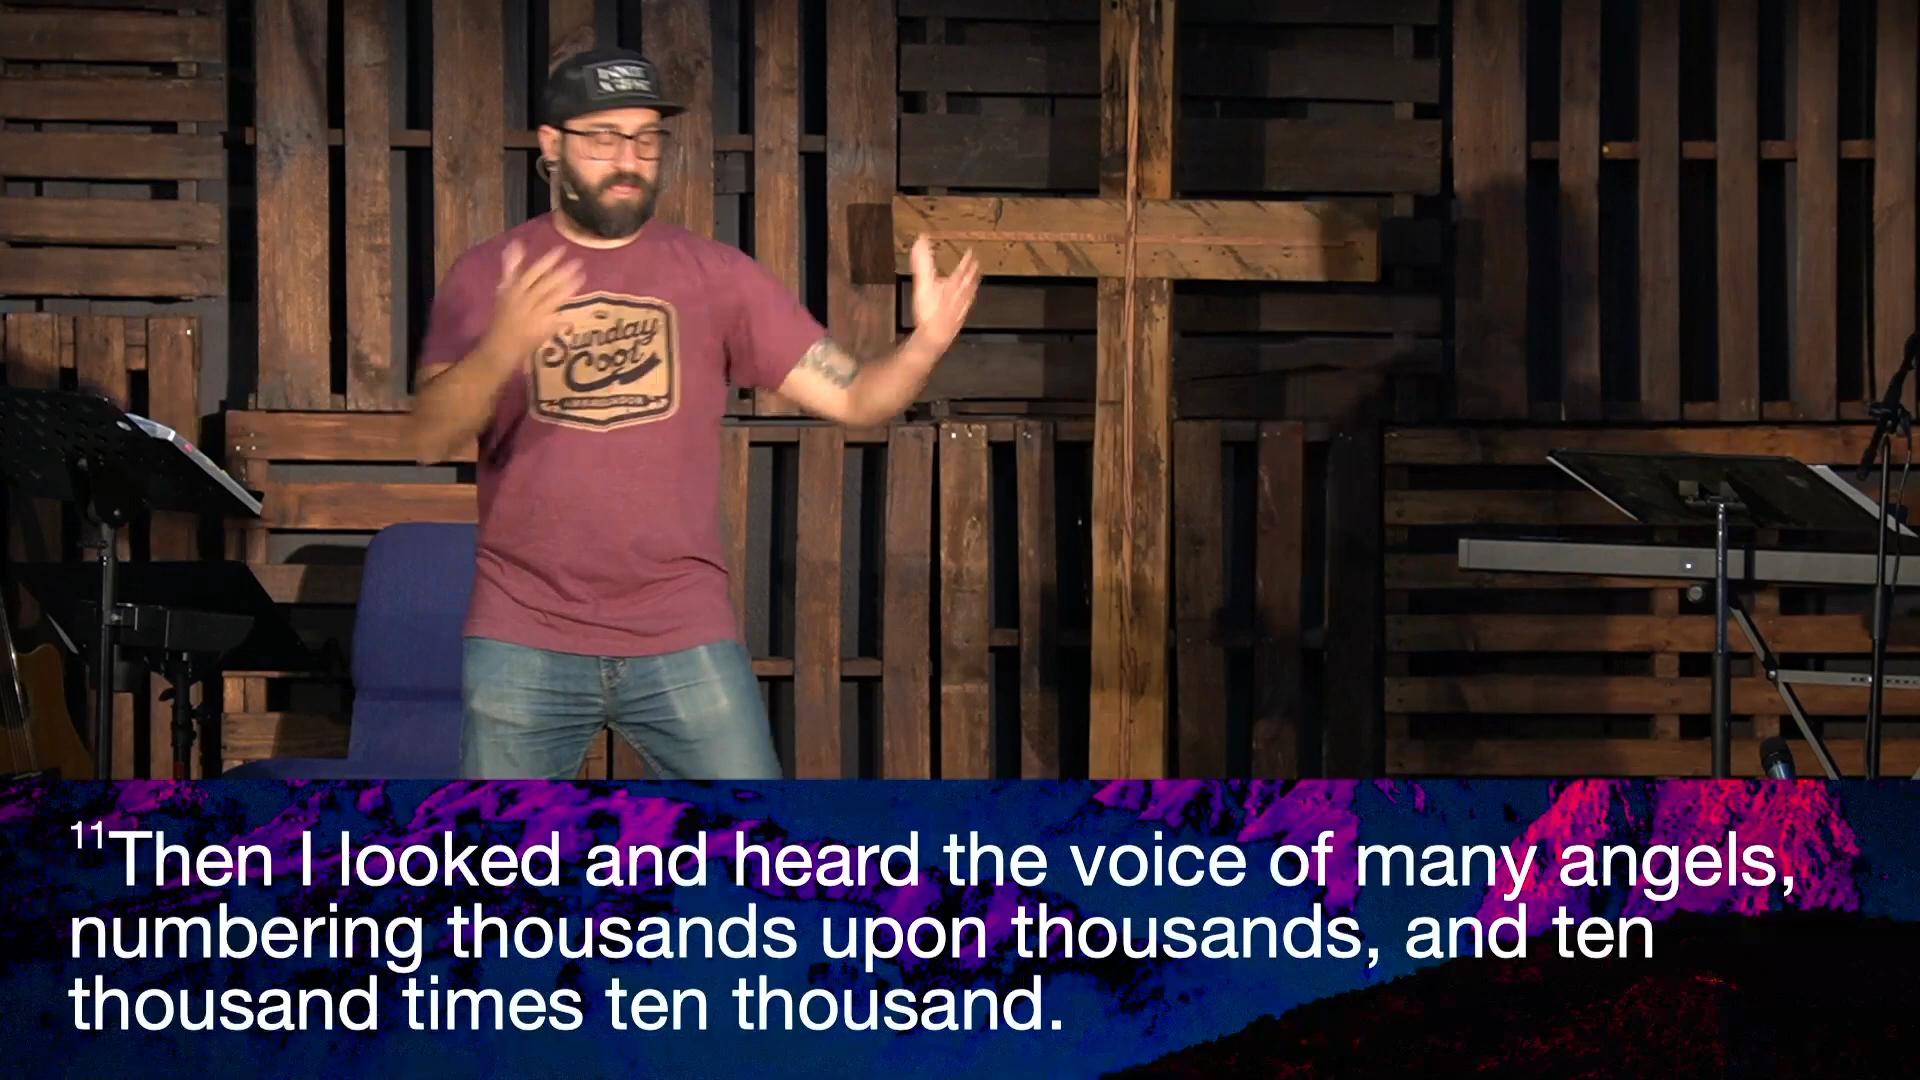 Sunday
Cool
11Then I looked and heard the voice of many angels,
numbering thousands upon thousands, and ten
thousand times ten thousand.